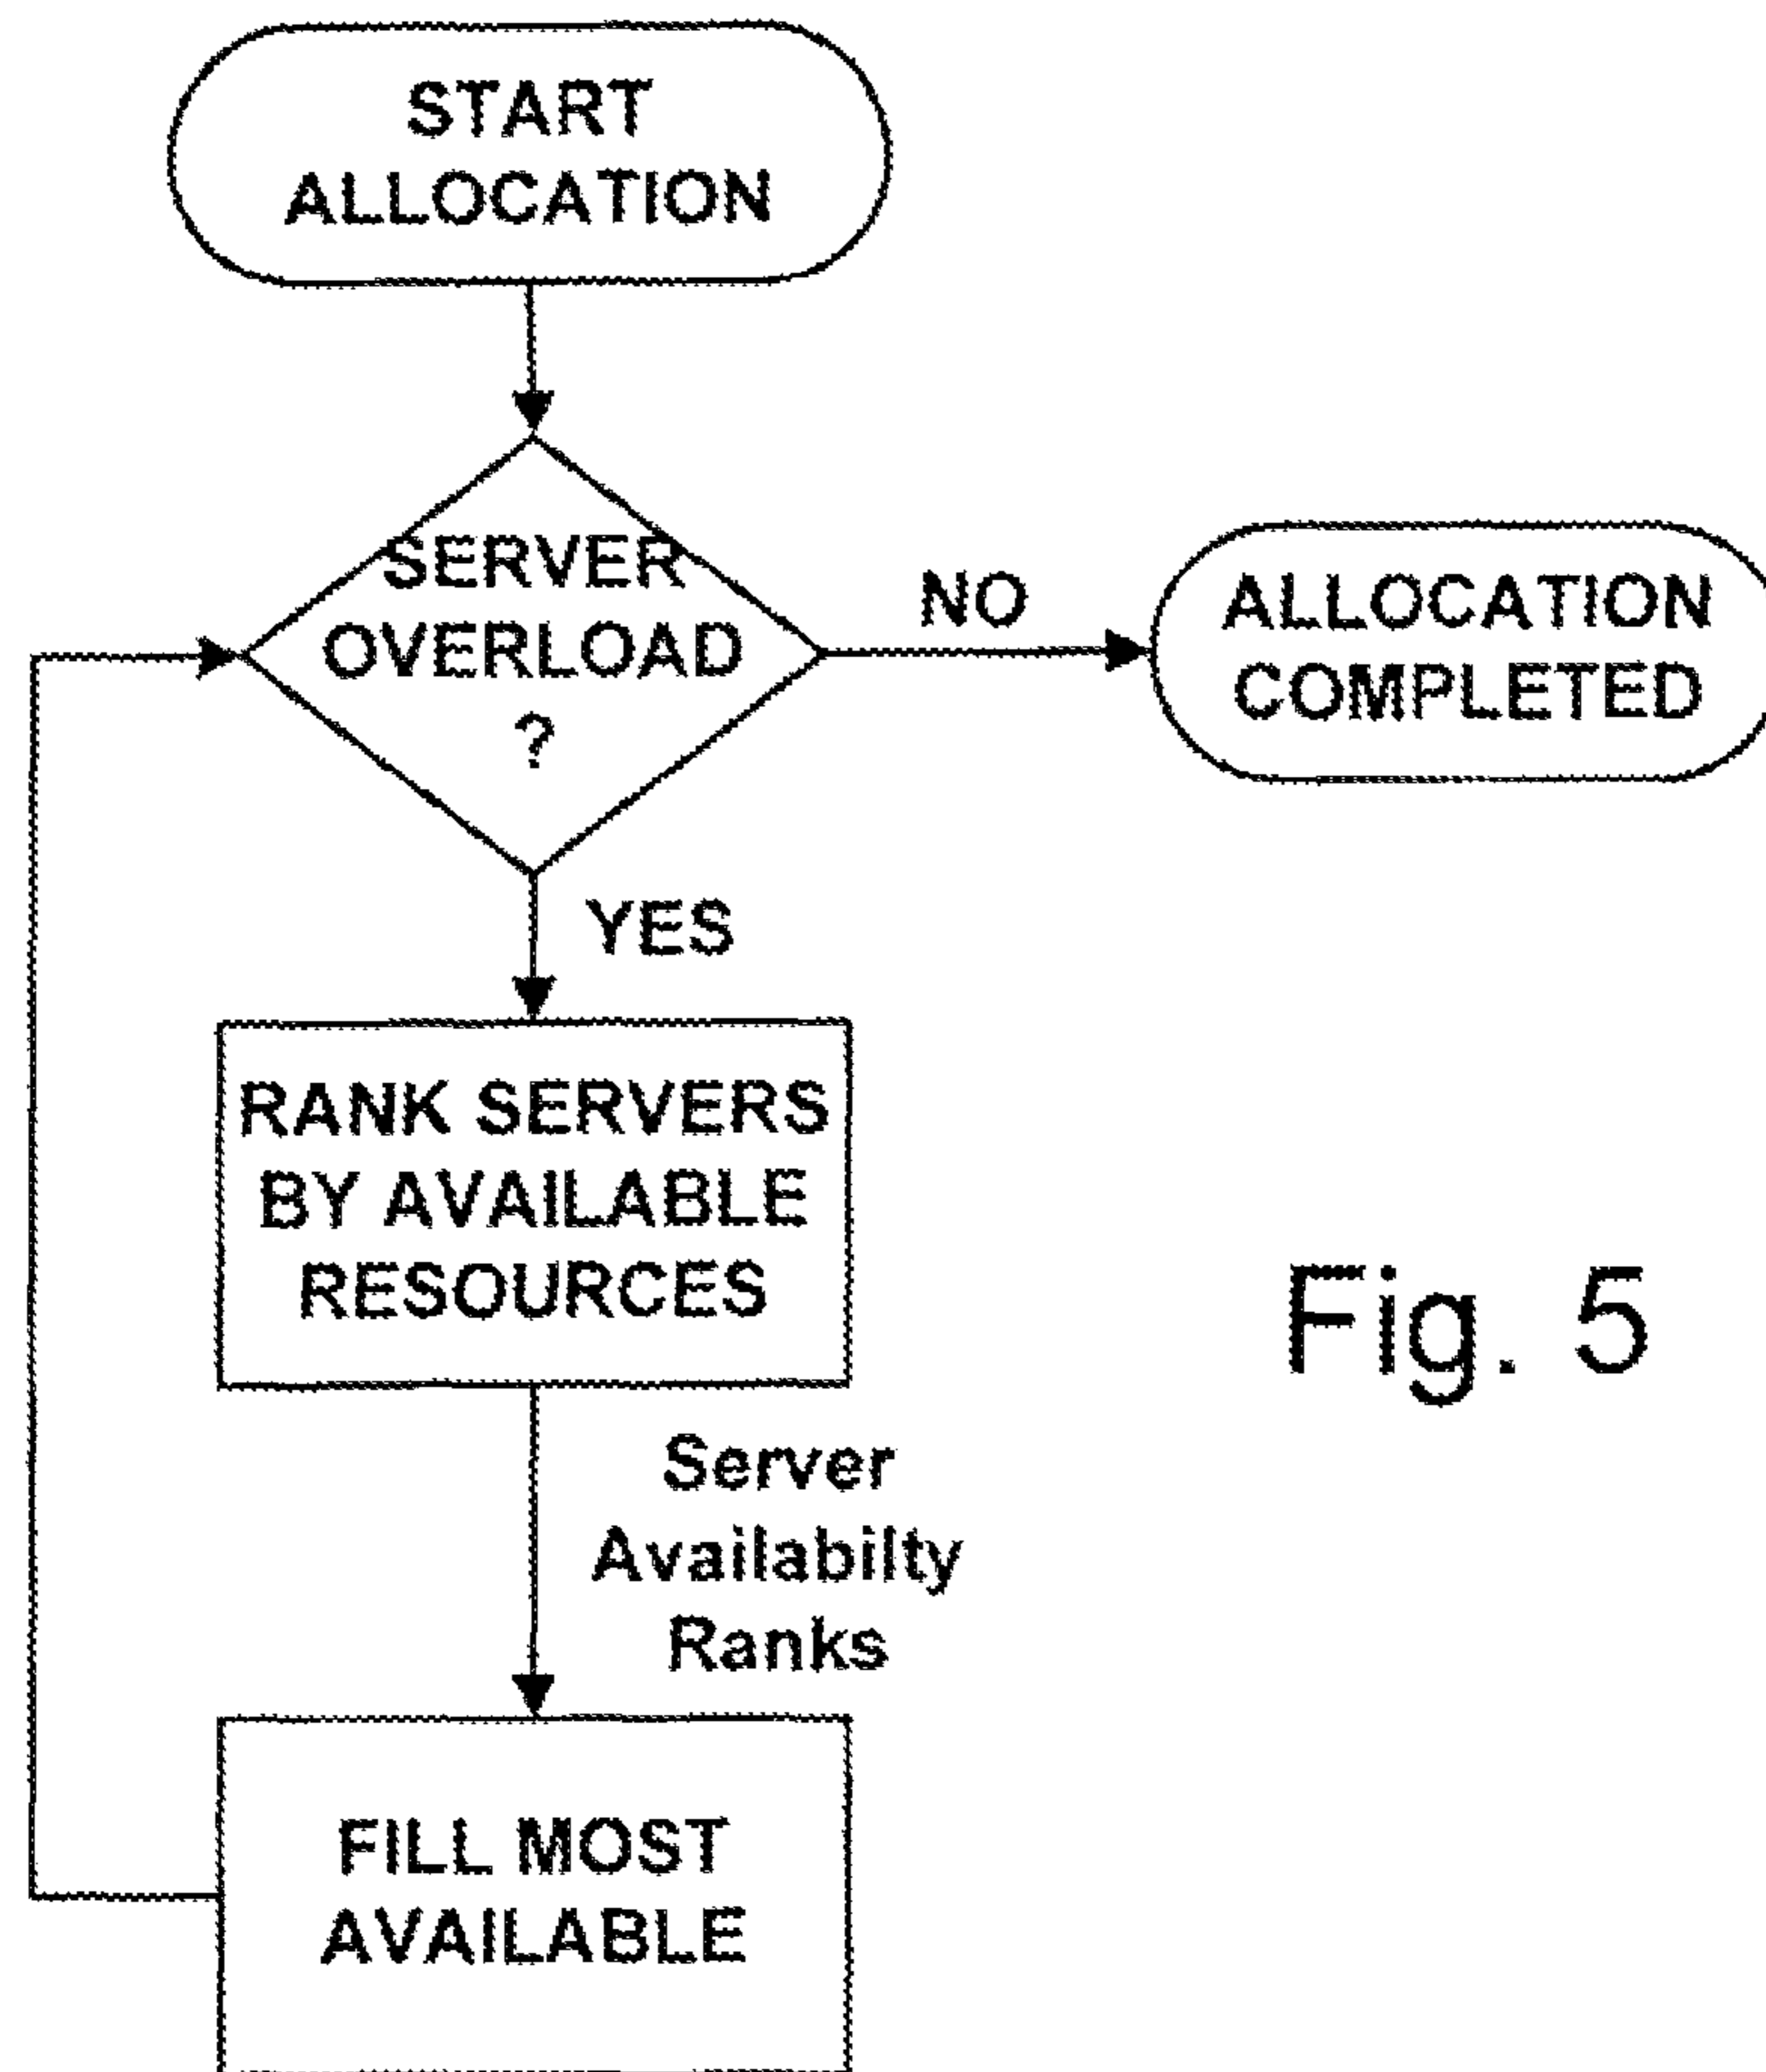 START
ALLOCATION
SERVER
OVERLOAD
?
NO
ALLOCATION
COMPLETED
YES
RANK SERVERS
BY AVAILABLE
RESOURCES
Fig. 5
Server
Availabilty
Ranks
FILL MOST
AVAILABLE